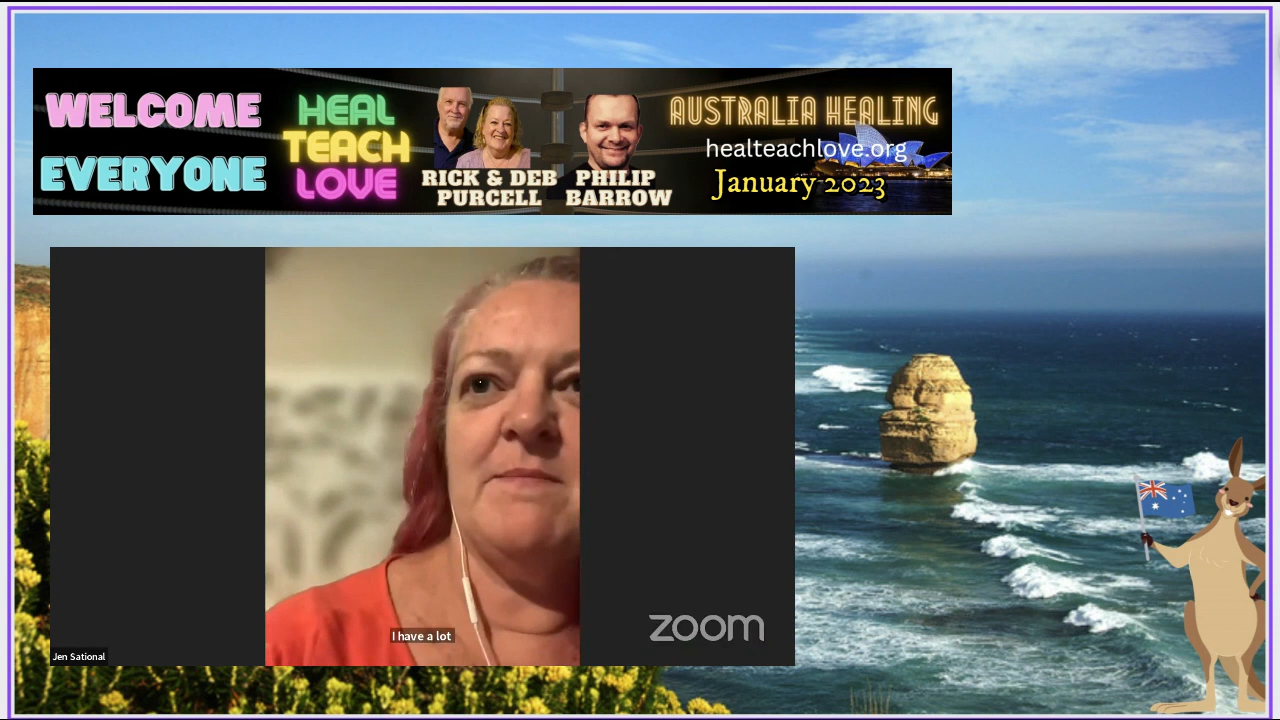 WELCOME
EVERYONE
HEAL
TEACH
LOVE
RICK & DEB
PURCELL
PHILIP
BARROW
AUSTRALIA HEALING
healteachlove.org
January 2023
I have a lot
zoom
Jen Sational